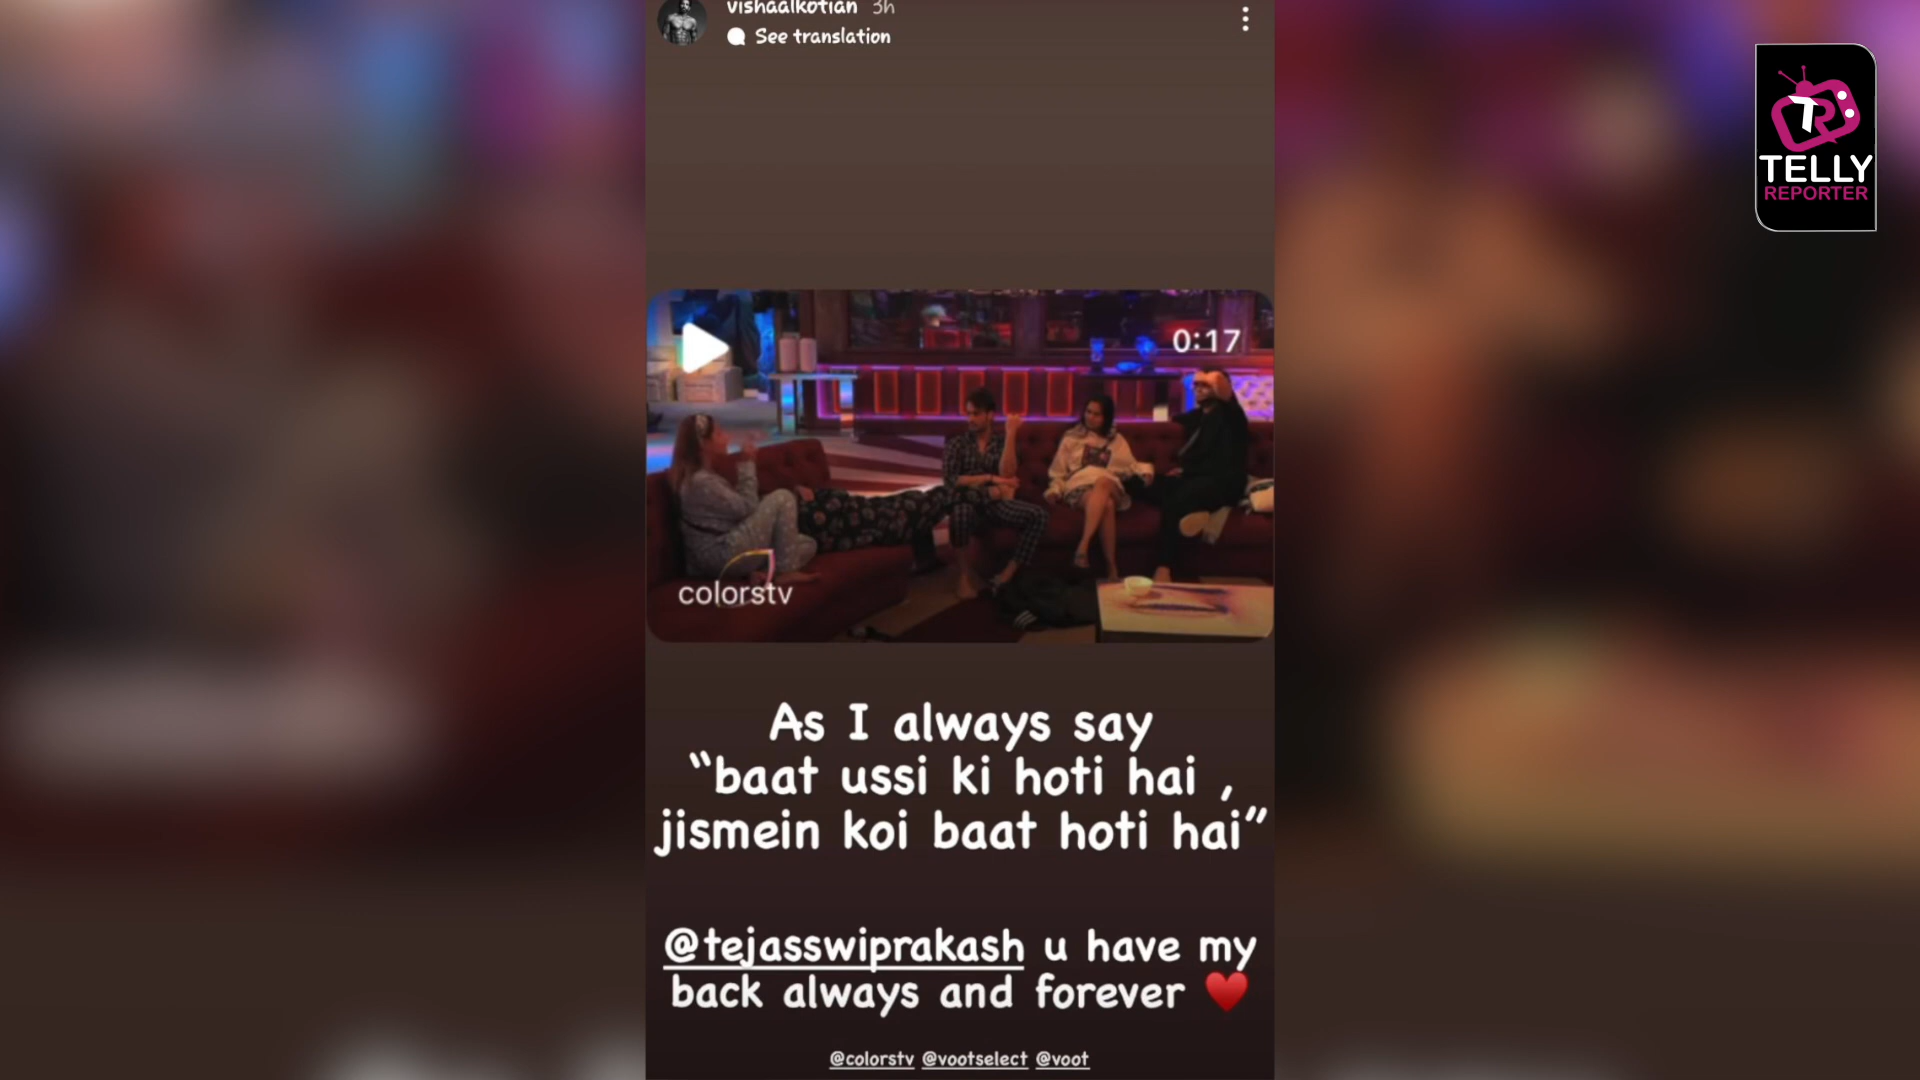 vishaalkotian 3h
See translation
TELLY
REPORTER
0:17
colorstv
As I always say
“baat ussi ki hoti hai ,
jismein koi baat hoti hai”
@tejasswiprakash u have my
back always and forever ♥️
@colorstv @vootselect @voot